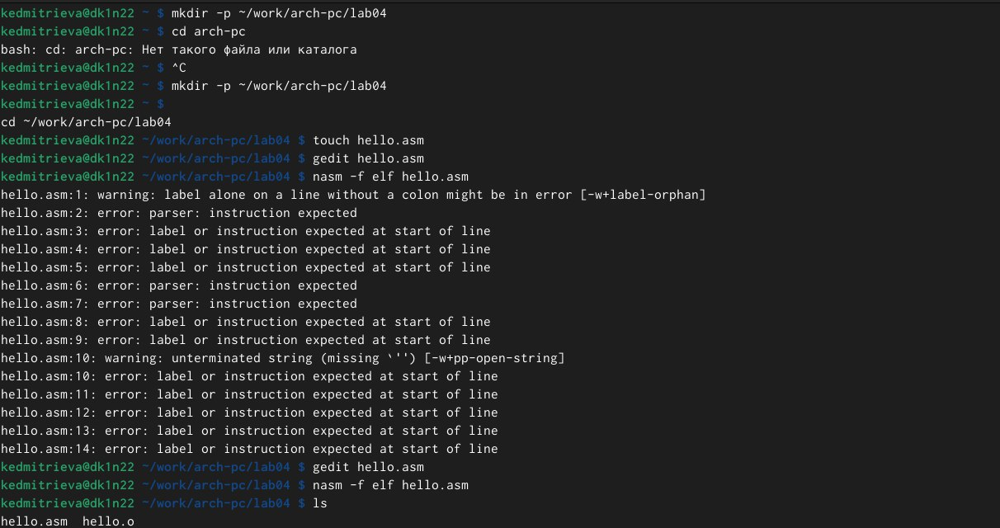 kedmitrieva@dk1n22 ~ $ mkdir -p ~/work/arch-pc/lab04
kedmitrieva@dk1n22 ~ $ cd arch-pc
bash: cd: arch-pc: Нет такого файла или каталога
kedmitrieva@dk1n22 ~ $ ^C
kedmitrieva@dk1n22 ~ $ mkdir -p ~/work/arch-pc/lab04
kedmitrieva@dk1n22 ~ $
cd ~/work/arch-pc/lab04
kedmitrieva@dk1n22 ~/work/arch-pc/lab04 $ touch hello.asm
kedmitrieva@dk1n22 ~/work/arch-pc/lab04 $ gedit hello.asm
kedmitrieva@dk1n22 ~/work/arch-pc/lab04 $ nasm -f elf hello.asm
hello.asm:1: warning: label alone on a line without a colon might be in error [-w+label-orphan]
hello.asm:2: error: parser: instruction expected
hello.asm:3: error: label or instruction expected at start of line
hello.asm:4: error: label or instruction expected at start of line
hello.asm:5: error: label or instruction expected at start of line
hello.asm:6: error: parser: instruction expected
hello.asm:7: error: parser: instruction expected
hello.asm:8: error: label or instruction expected at start of line
hello.asm:9: error: label or instruction expected at start of line
hello.asm:10: warning: unterminated string (missing `'') [-w+pp-open-string]
hello.asm:10: error: label or instruction expected at start of line
hello.asm:11: error: label or instruction expected at start of line
hello.asm:12: error: label or instruction expected at start of line
hello.asm:13: error: label or instruction expected at start of line
hello.asm:14: error: label or instruction expected at start of line
kedmitrieva@dk1n22 ~/work/arch-pc/lab04 $ gedit hello.asm
kedmitrieva@dk1n22 ~/work/arch-pc/lab04 $ nasm -f elf hello.asm
kedmitrieva@dk1n22 ~/work/arch-pc/lab04 $ ls
hello.asm  hello.o